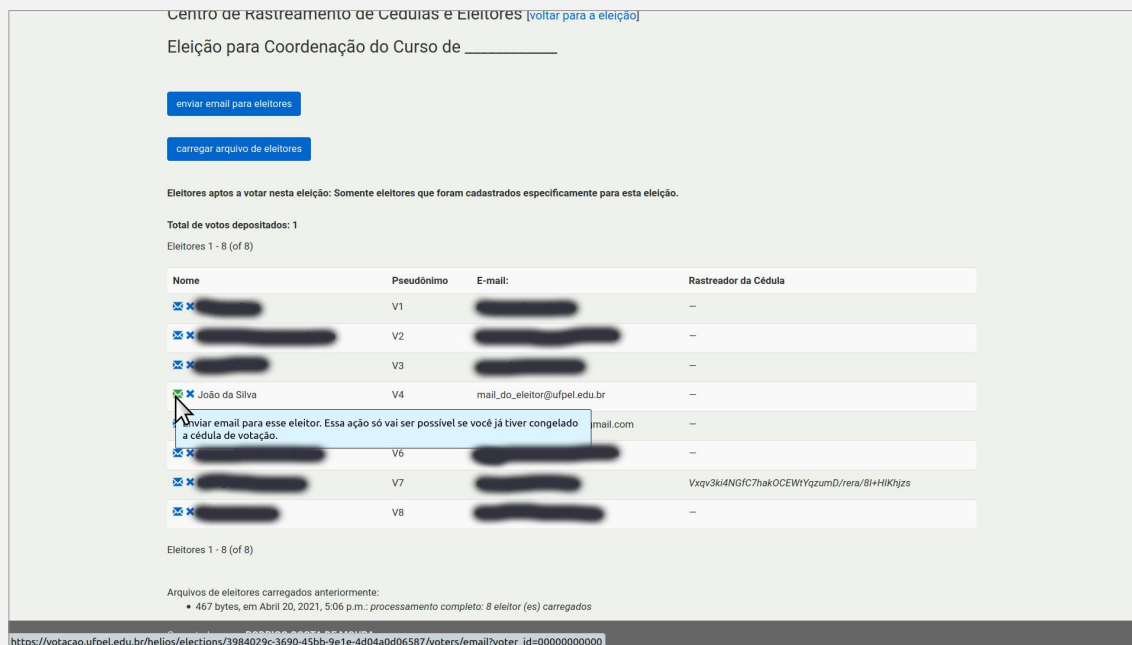 Centro de Rastreamento de Cédulas e Eleitores [voltar para a eleição]
Eleição para Coordenação do Curso de ____________
enviar email para eleitores
carregar arquivo de eleitores
Eleitores aptos a votar nesta eleição: Somente eleitores que foram cadastrados especificamente para esta eleição.
Total de votos depositados: 1
Eleitores 1 - 8 (of 8)
Nome Pseudônimo E-mail: Rastreador da Cédula
V1 —
V2 —
V3 —
João da Silva V4 mail_do_eleitor@ufpel.edu.br —
Enviar email para esse eleitor. Essa ação só vai ser possível se você já tiver congelado
a cédula de votação.
mail.com —
V6 —
V7 Vxqv3ki4NGfC7hakOCEWtYqzumD/rera/8I+HIKhjzs
V8 —
Eleitores 1 - 8 (of 8)
Arquivos de eleitores carregados anteriormente:
• 467 bytes, em Abril 20, 2021, 5:06 p.m.: processamento completo: 8 eleitor (es) carregados
https://votacao.ufpel.edu.br/helios/elections/3984029c-3690-45bb-9e1e-4d04a0d06587/voters/email?voter_id=00000000000